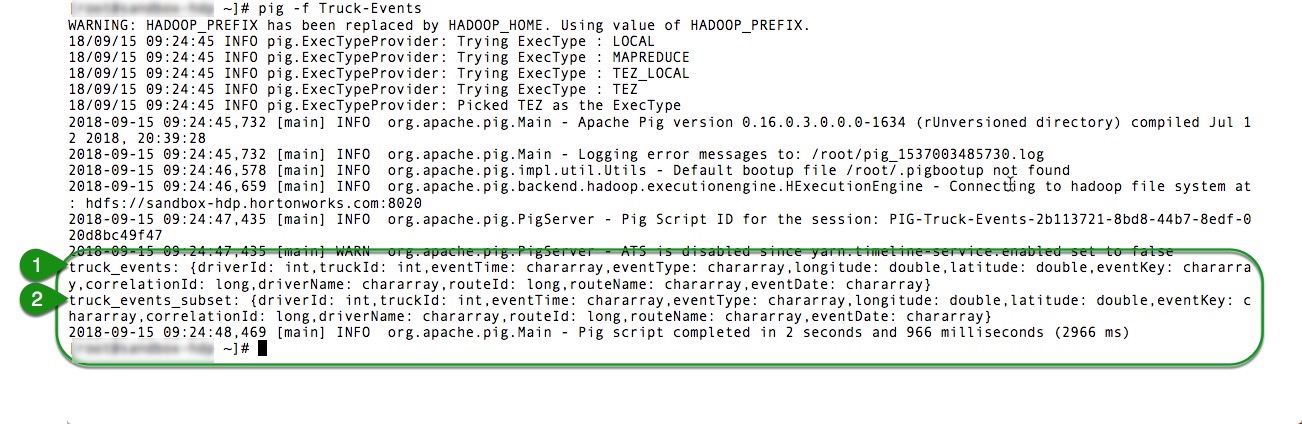 ~]# pig -f Truck-Events
WARNING: HADOOP_PREFIX has been replaced by HADOOP_HOME. Using value of HADOOP_PREFIX.
18/09/15 09:24:45 INFO pig.ExecTypeProvider: Trying ExecType : LOCAL
18/09/15 09:24:45 INFO pig.ExecTypeProvider: Trying ExecType : MAPREDUCE
18/09/15 09:24:45 INFO pig.ExecTypeProvider: Trying ExecType : TEZ_LOCAL
18/09/15 09:24:45 INFO pig.ExecTypeProvider: Trying ExecType : TEZ
18/09/15 09:24:45 INFO pig.ExecTypeProvider: Picked TEZ as the ExecType
2018-09-15 09:24:45,732 [main] INFO  org.apache.pig.Main - Apache Pig version 0.16.0.3.0.0.0-1634 (rUnversioned directory) compiled Jul 1
2 2018, 20:39:28
2018-09-15 09:24:45,732 [main] INFO  org.apache.pig.Main - Logging error messages to: /root/pig_1537003485730.log
2018-09-15 09:24:46,578 [main] INFO  org.apache.pig.impl.util.Utils - Default bootup file /root/.pigbootup not found
2018-09-15 09:24:46,659 [main] INFO  org.apache.pig.backend.hadoop.executionengine.HExecutionEngine - Connecting to hadoop file system at
: hdfs://sandbox-hdp.hortonworks.com:8020
2018-09-15 09:24:47,435 [main] INFO  org.apache.pig.PigServer - Pig Script ID for the session: PIG-Truck-Events-2b113721-8bd8-44b7-8edf-0
20d8bc49f47
2018-09-15 09:24:47,435 [main] WARN  org.apache.pig.PigServer - ATS is disabled since yarn.timeline-service.enabled set to false
1 truck_events: {driverId: int,truckId: int,eventTime: chararray,eventType: chararray,longitude: double,latitude: double,eventKey: chararra
y,correlationId: long,driverName: chararray,routeId: long,routeName: chararray,eventDate: chararray}
2 truck_events_subset: {driverId: int,truckId: int,eventTime: chararray,eventType: chararray,longitude: double,latitude: double,eventKey: c
hararray,correlationId: long,driverName: chararray,routeId: long,routeName: chararray,eventDate: chararray}
2018-09-15 09:24:48,469 [main] INFO  org.apache.pig.Main - Pig script completed in 2 seconds and 966 milliseconds (2966 ms)
~]#